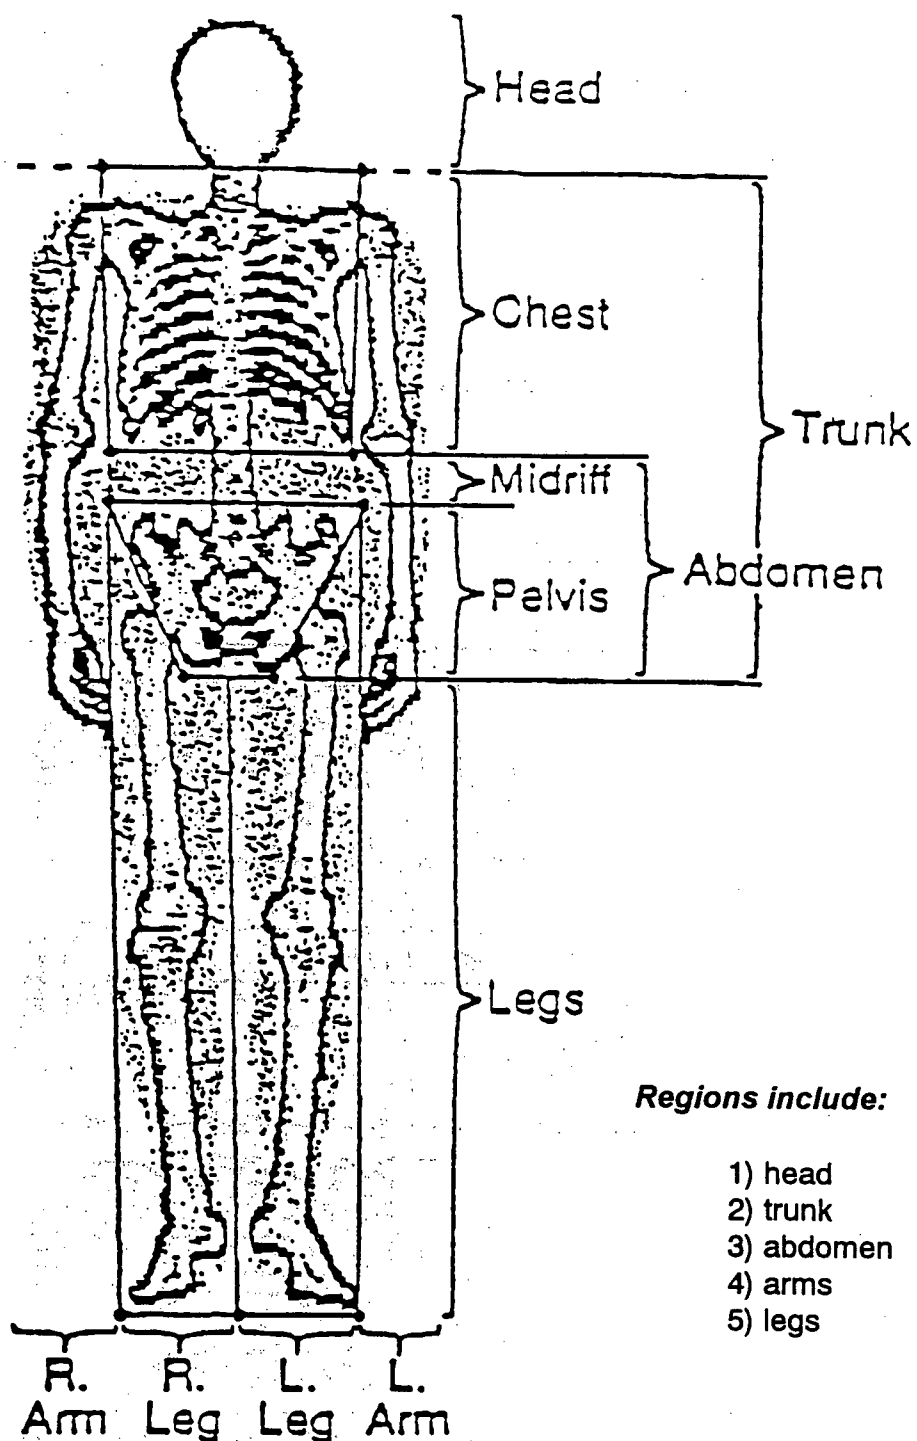 Head
Chest
Trunk
Midriff
Abdomen
Pelvis
Legs
Regions include:
1) head
2) trunk
3) abdomen
4) arms
5) legs
R.
Arm
R.
Leg
L.
Leg
L.
Arm